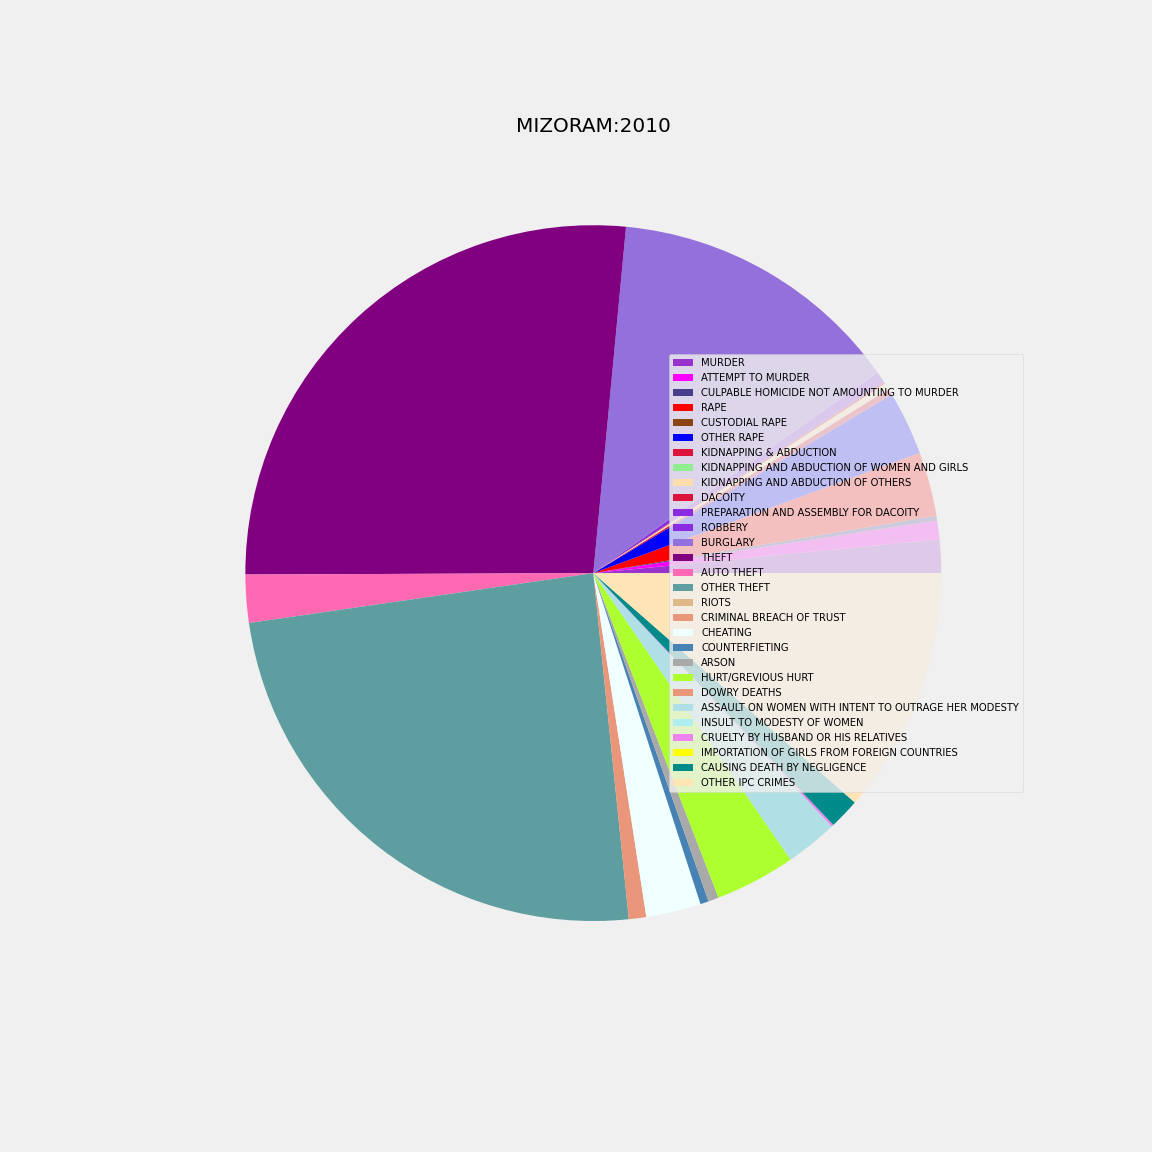 MIZORAM:2010
MURDER
ATTEMPT TO MURDER
CULPABLE HOMICIDE NOT AMOUNTING TO MURDER
RAPE
CUSTODIAL RAPE
OTHER RAPE
KIDNAPPING & ABDUCTION
KIDNAPPING AND ABDUCTION OF WOMEN AND GIRLS
KIDNAPPING AND ABDUCTION OF OTHERS
DACOITY
PREPARATION AND ASSEMBLY FOR DACOITY
ROBBERY
BURGLARY
THEFT
AUTO THEFT
OTHER THEFT
RIOTS
CRIMINAL BREACH OF TRUST
CHEATING
COUNTERFIETING
ARSON
HURT/GREVIOUS HURT
DOWRY DEATHS
ASSAULT ON WOMEN WITH INTENT TO OUTRAGE HER MODESTY
INSULT TO MODESTY OF WOMEN
CRUELTY BY HUSBAND OR HIS RELATIVES
IMPORTATION OF GIRLS FROM FOREIGN COUNTRIES
CAUSING DEATH BY NEGLIGENCE
OTHER IPC CRIMES